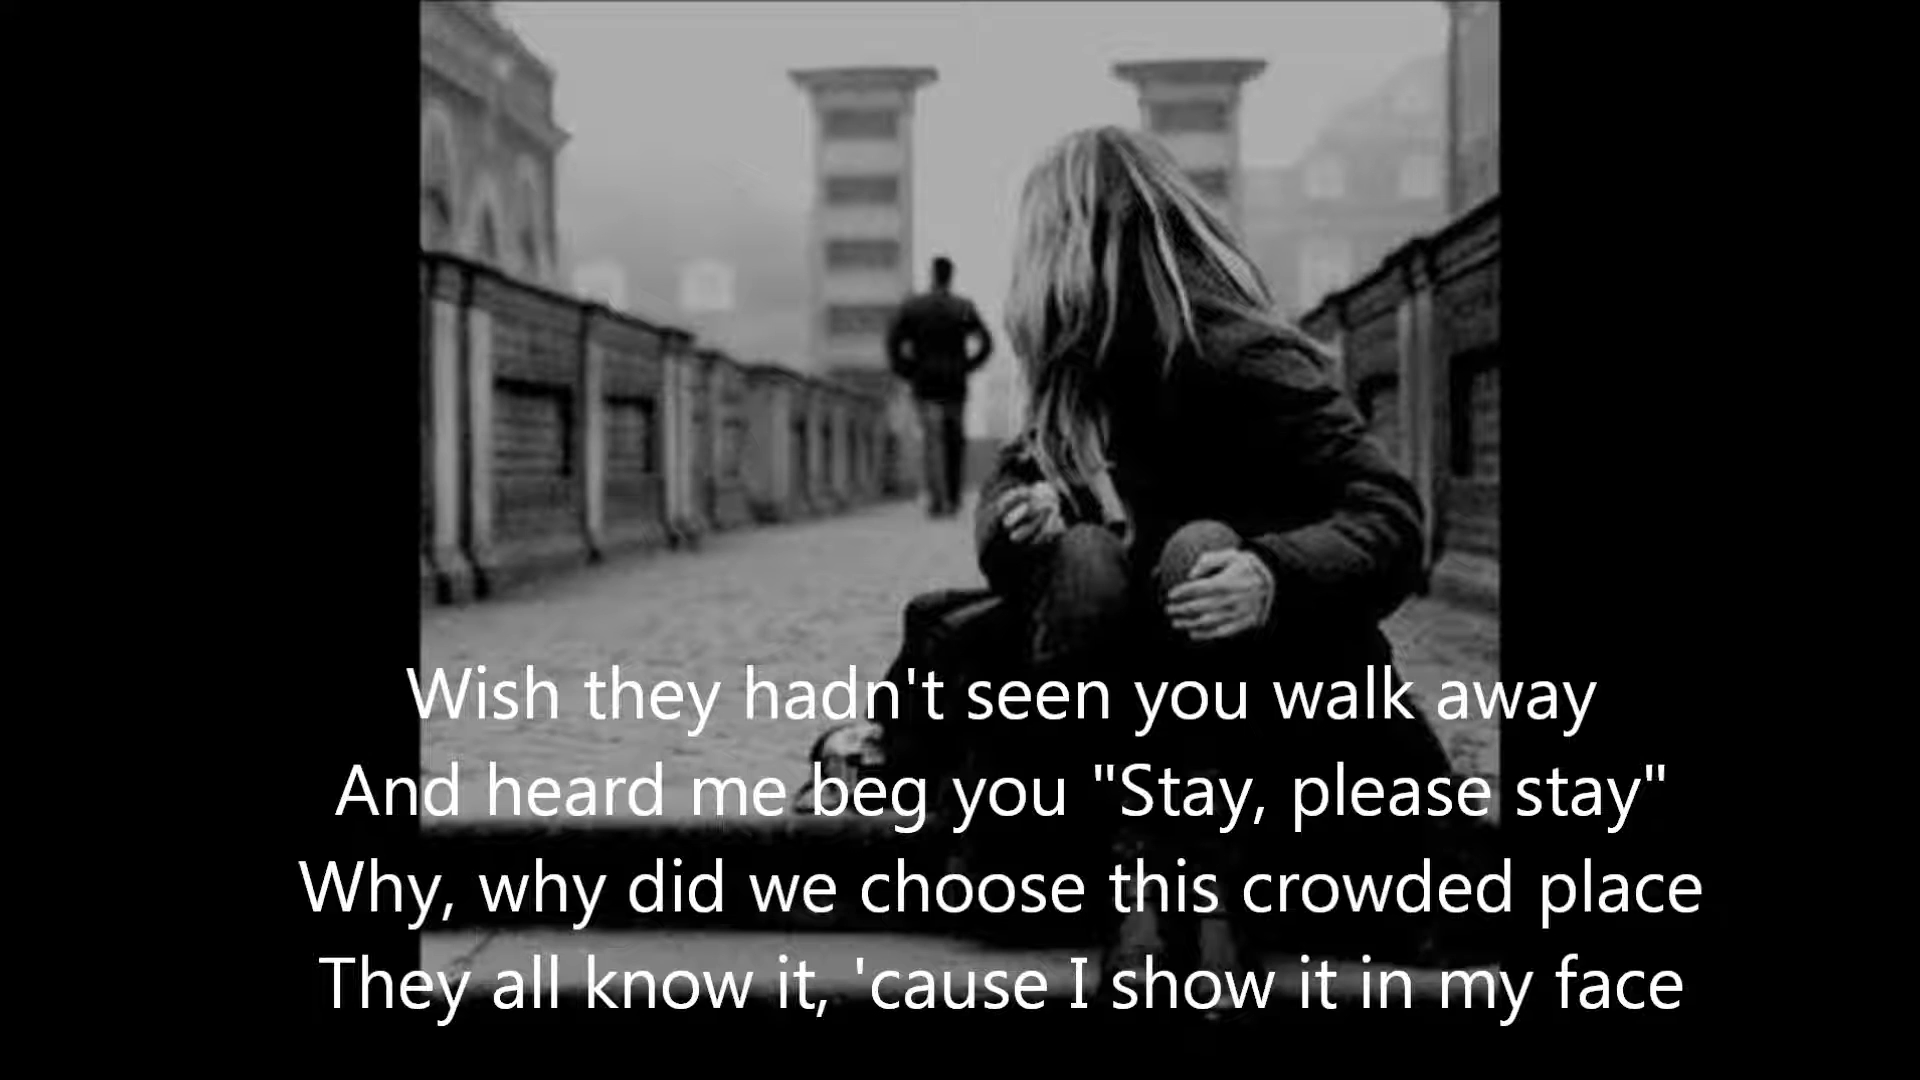 Wish they hadn't seen you walk away
And heard me beg you "Stay, please stay"
Why, why did we choose this crowded place
They all know it, 'cause I show it in my face